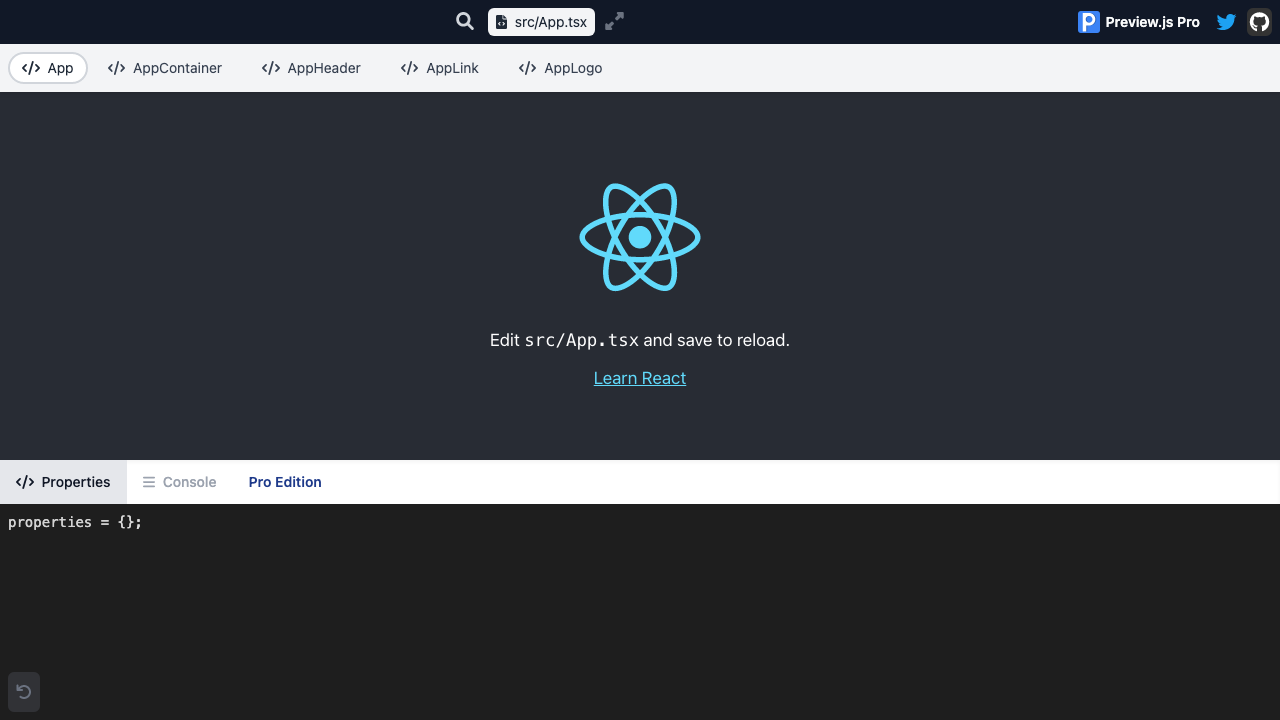 src/App.tsx
Preview.js Pro
App
AppContainer
AppHeader
AppLink
AppLogo
Edit src/App.tsx and save to reload.
Learn React
Properties
Console
Pro Edition
properties = {};